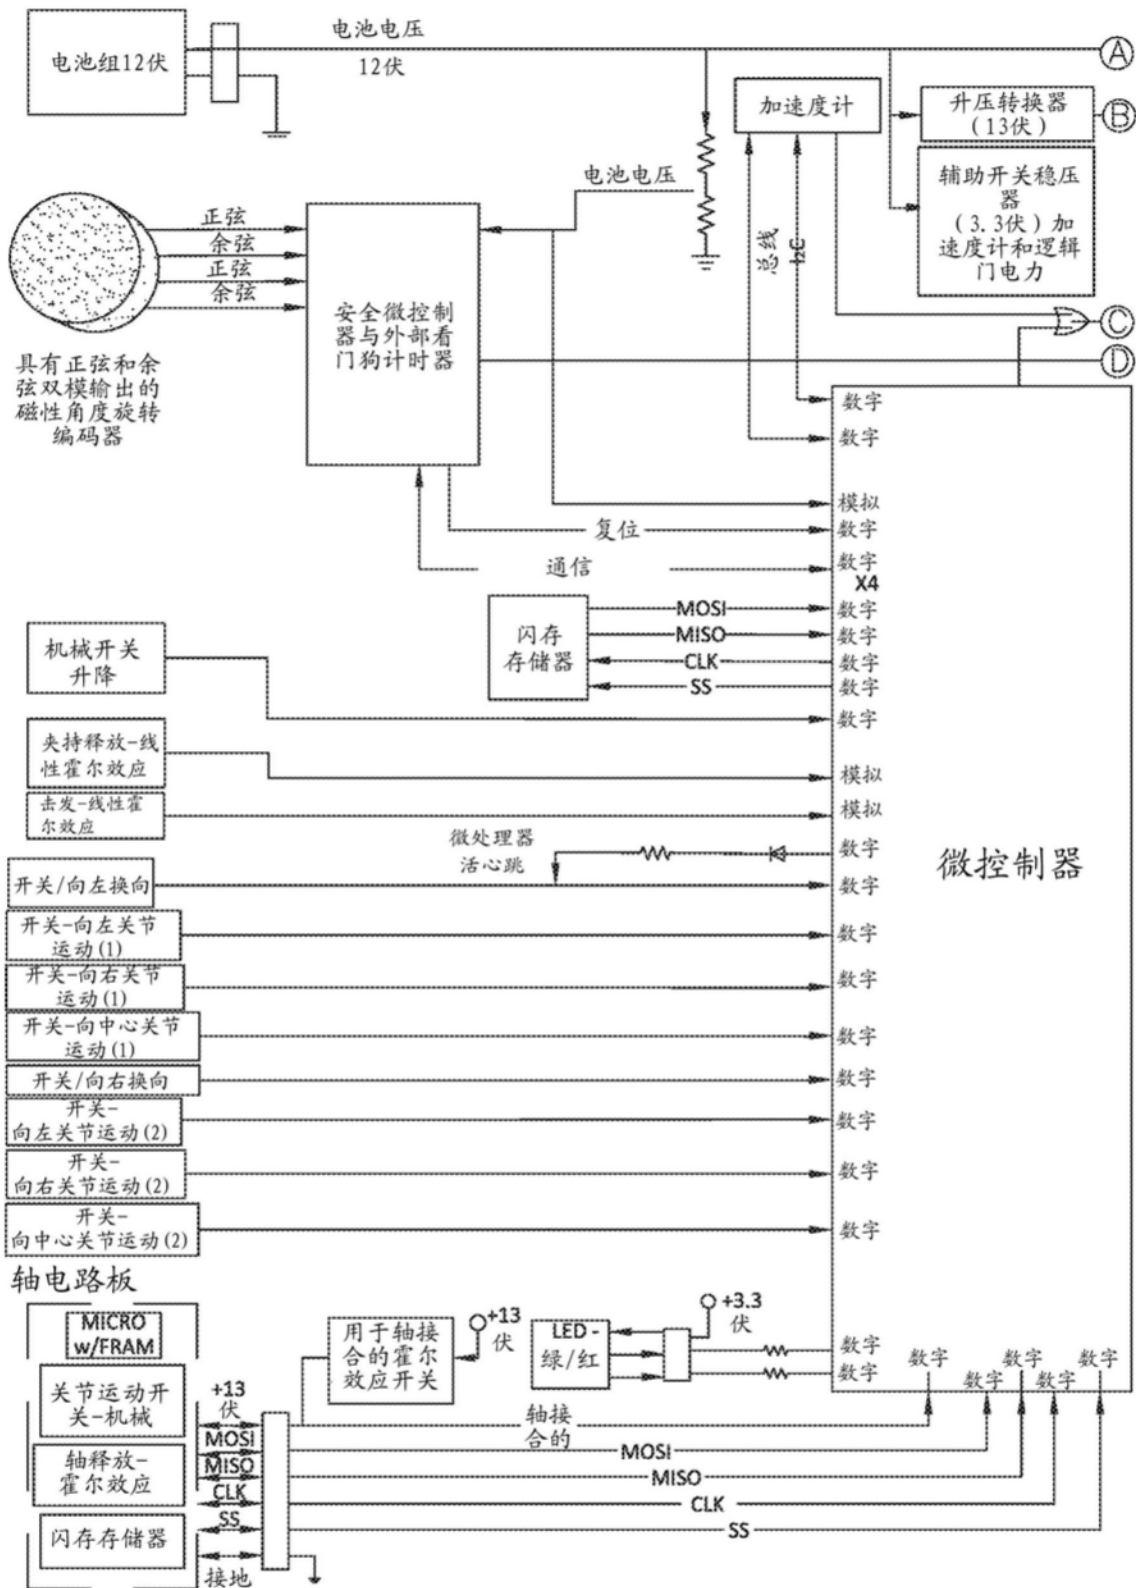 电池组12伏
电池电压
12伏
A
加速度计
升压转换器
(13伏)
B
辅助开关稳压
器
(3.3伏)加
速度计和逻辑
门电力
电池电压
总线
I2C
正弦
余弦
正弦
余弦
安全微控制
器与外部看
门狗计时器
C
D
具有正弦和余
弦双模输出的
磁性角度旋转
编码器
数字
数字
模拟
复位
数字
通信
数字
X4
闪存
存储器
MOSI
数字
MISO
数字
CLK
数字
SS
数字
机械开关
升降
数字
夹持释放-线
性霍尔效应
模拟
击发-线性霍
尔效应
模拟
微处理器
活心跳
数字
微控制器
开关/向左换向
数字
开关-向左关节
运动(1)
数字
开关-向右关节
运动(1)
数字
开关-向中心关节
运动(1)
数字
开关/向右换向
数字
开关-
向左关节运动(2)
数字
开关-
向右关节运动(2)
数字
开关-
向中心关节运动(2)
数字
轴电路板
MICRO
w/FRAM
关节运动开
关-机械
轴释放-
霍尔效应
闪存存储器
+13
伏
MOSI
MISO
CLK
SS
接地
用于轴接
合的霍尔
效应开关
+13
伏
LED -
绿/红
+3.3
伏
数字
数字
数字
数字
数字
数字
数字
轴接
合的
MOSI
MISO
CLK
SS